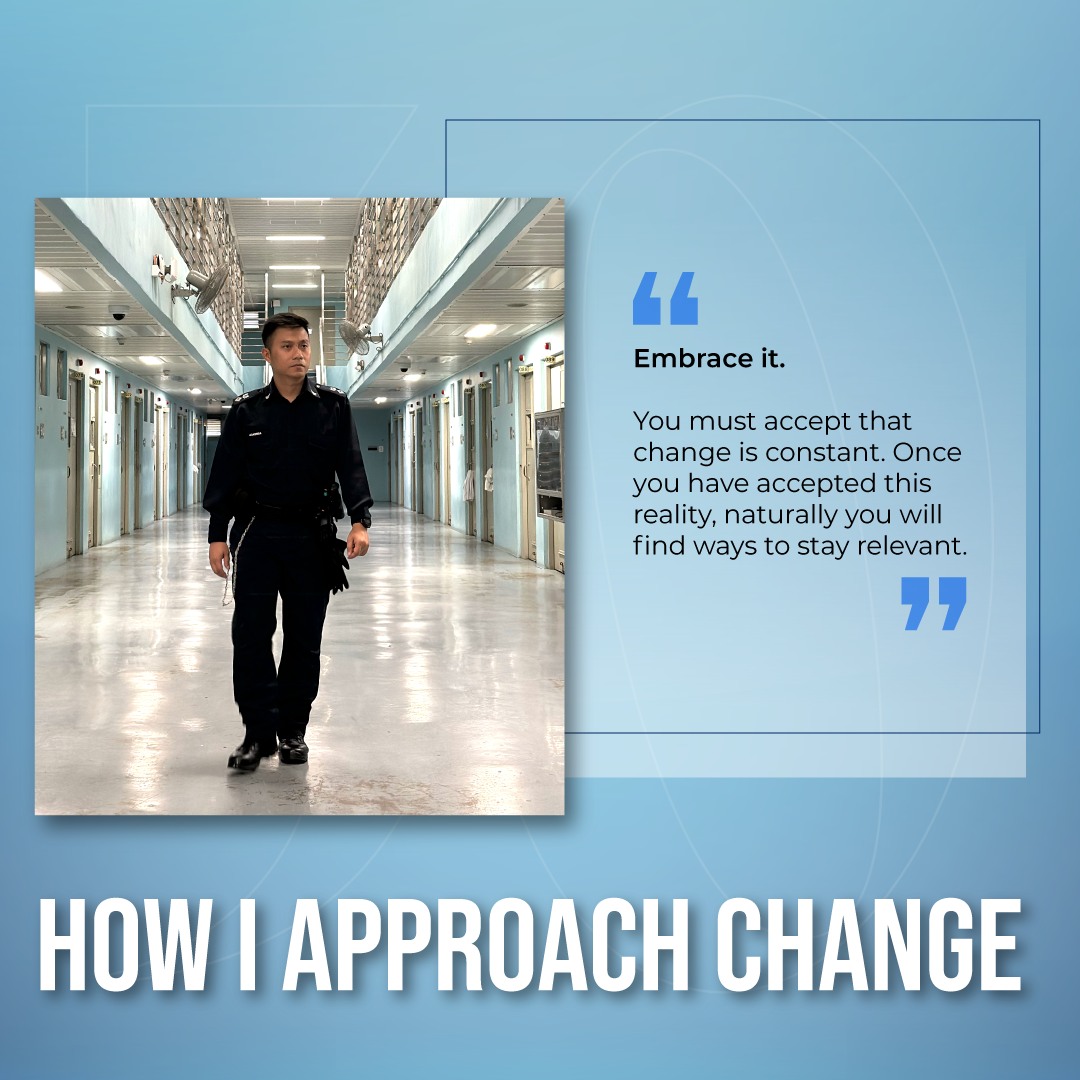 “
Embrace it.
You must accept that
change is constant. Once
you have accepted this
reality, naturally you will
find ways to stay relevant.
”
HOW I APPROACH CHANGE